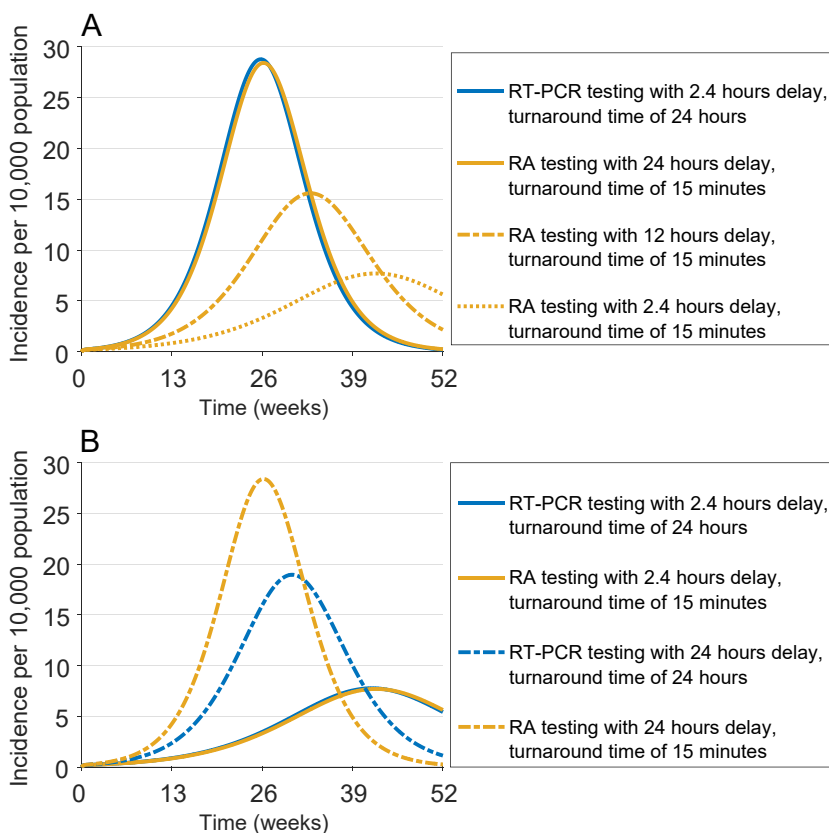 A
Incidence per 10,000 population
30
25
20
15
10
5
0
0 13 26 39 52
Time (weeks)
RT-PCR testing with 2.4 hours delay,
turnaround time of 24 hours
RA testing with 24 hours delay,
turnaround time of 15 minutes
RA testing with 12 hours delay,
turnaround time of 15 minutes
RA testing with 2.4 hours delay,
turnaround time of 15 minutes
B
Incidence per 10,000 population
30
25
20
15
10
5
0
0 13 26 39 52
Time (weeks)
RT-PCR testing with 2.4 hours delay,
turnaround time of 24 hours
RA testing with 2.4 hours delay,
turnaround time of 15 minutes
RT-PCR testing with 24 hours delay,
turnaround time of 24 hours
RA testing with 24 hours delay,
turnaround time of 15 minutes